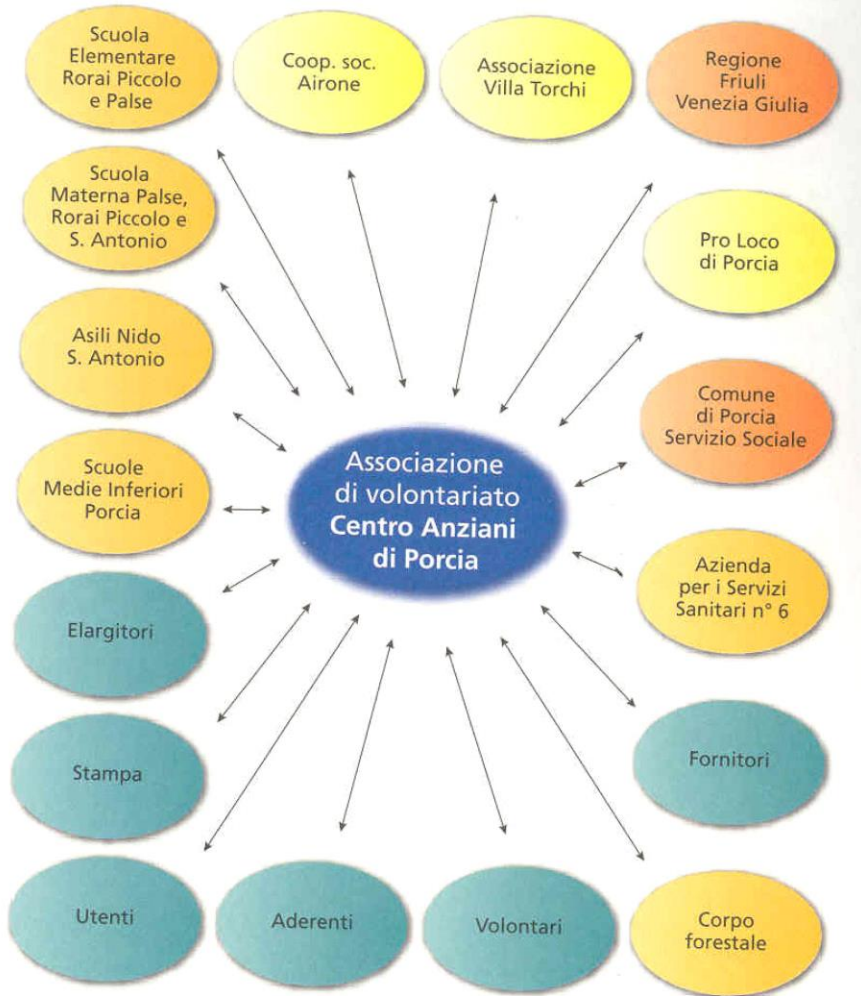 Scuola
Elementare
Rorai Piccolo
e Palse
Coop. soc.
Airone
Associazione
Villa Torchi
Regione
Friuli
Venezia Giulia
Scuola
Materna Palse,
Rorai Piccolo e
S. Antonio
Pro Loco
di Porcia
Asili Nido
S. Antonio
Comune
di Porcia
Servizio Sociale
Scuole
Medie Inferiori
Porcia
Associazione
di volontariato
Centro Anziani
di Porcia
Azienda
per i Servizi
Sanitari n° 6
Elargitori
Stampa
Fornitori
Utenti
Aderenti
Volontari
Corpo
forestale